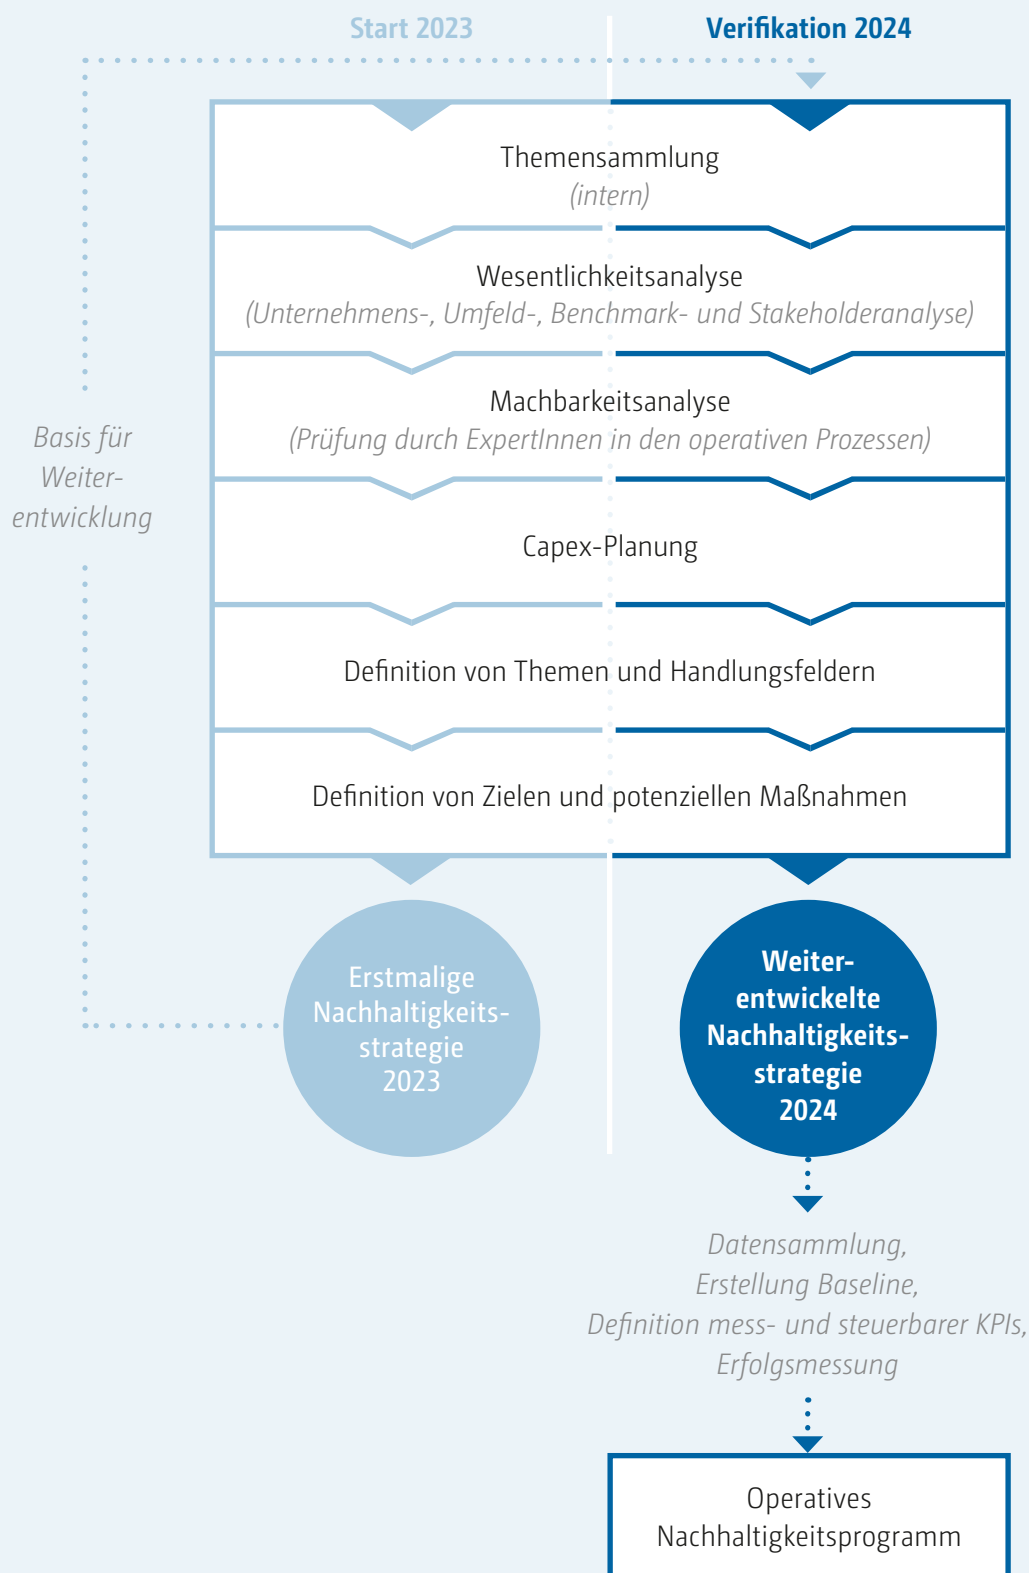 Start 2023
Verifikation 2024
Themensammlung
(intern)
Wesentlichkeitsanalyse
(Unternehmens-, Umfeld-, Benchmark- und Stakeholderanalyse)
Machbarkeitsanalyse
(Prüfung durch ExpertInnen in den operativen Prozessen)
Basis für
Weiter-
entwicklung
Capex-Planung
Definition von Themen und Handlungsfeldern
Definition von Zielen und potenziellen Maßnahmen
Erstmalige
Nachhaltigkeits-
strategie
2023
Weiter-
entwickelte
Nachhaltigkeits-
strategie
2024
Datensammlung,
Erstellung Baseline,
Definition mess- und steuerbarer KPIs,
Erfolgsmessung
Operatives
Nachhaltigkeitsprogramm